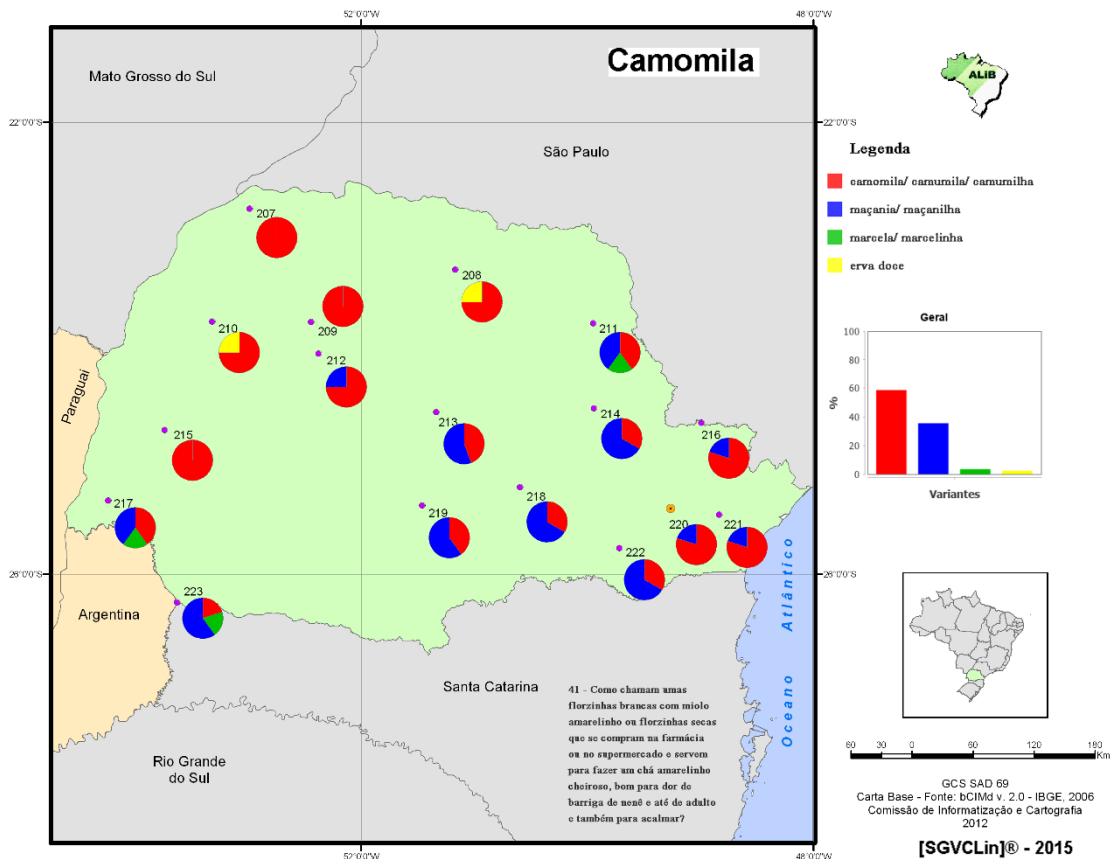 52°0'0"W
48°0'0"W
Camomila
Mato Grosso do Sul
ALiB
22°0'0"S
22°0'0"S
São Paulo
Legenda
camomila/ camumila/ camumilha
maçania/ maçanilha
marcela/ marcelinha
erva doce
207
208
209
210
211
212
213
214
215
216
217
218
219
220
221
222
223
Paraguai
Argentina
Geral
100
80
60
40
20
0
%
Variantes
26°0'0"S
26°0'0"S
Oceano Atlântico
Santa Catarina
Rio Grande
do Sul
41 - Como chamam umas
florzinhas brancas com miolo
amarelinho ou florzinhas secas
que se compram na farmácia
ou no supermercado e servem
para fazer um chá amarelinho
cheiroso, bom para dor de
barriga de nenê e até de adulto
e também para acalmar?
60 30 0 60 120 180
Km
GCS SAD 69
Carta Base - Fonte: bCIMd v. 2.0 - IBGE, 2006
Comissão de Informatização e Cartografia
2012
[SGVCLin]® - 2015
52°0'0"W
48°0'0"W